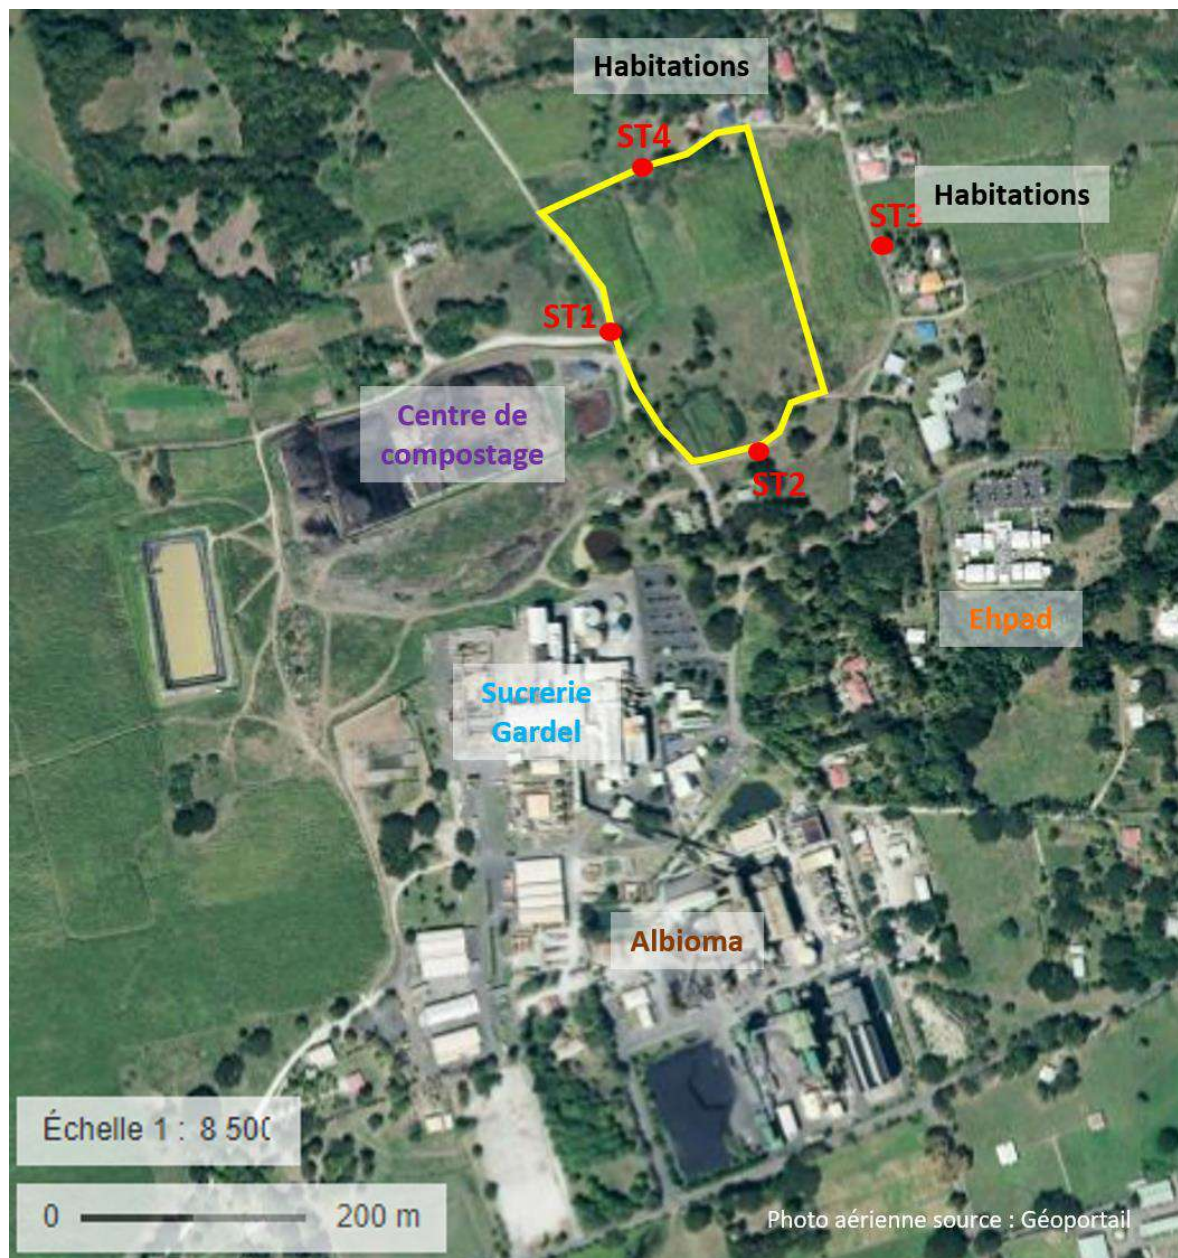 Habitations
ST4
Habitations
ST3
ST1
Centre de
compostage
ST2
Ehpad
Sucrerie
Gardel
Albioma
Échelle 1 : 8 500
0 200 m
Photo aérienne source : Géoportail